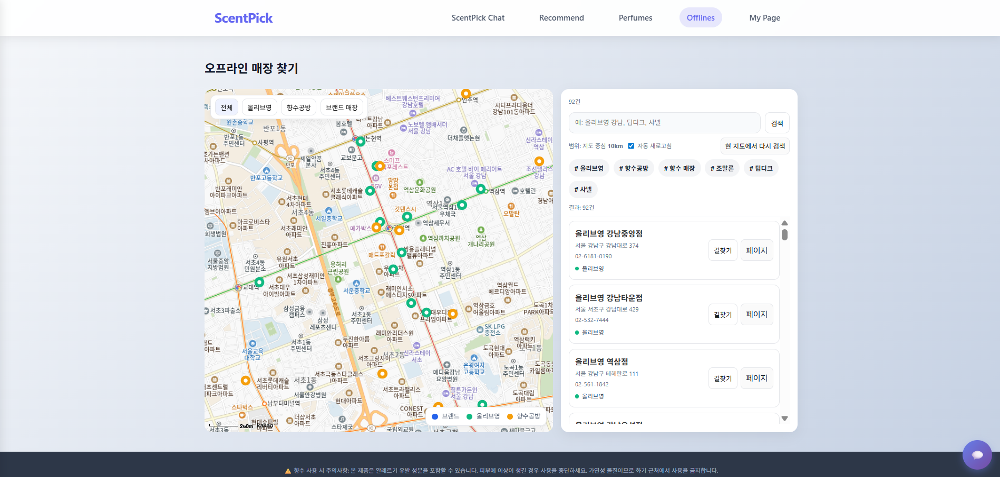 ScentPick
ScentPick Chat
Recommend
Perfumes
Offlines
My Page
오프라인 매장 찾기
전체
올리브영
향수공방
브랜드 매장
베스트웨스턴프리미어
강남호텔
언주역
시티프라디움더
강남101동아파트
원촌중학교
반포1동
봄호텔
아파트
노보텔 앰배서더
서울 강남
더채플앳논현
신라스테이
역삼
반포1동
주민센터
사평역
논현역
교보문고
제일약품
본사
반포
서초4동
주민센터
스머프
AC 호텔 바이 메리어트
서울 강남
조선팰리스
강남
반포고등학교
CGV
땀땀
본점
역삼문화공원
역삼역
호텔린
반포래미안
아이파크아파트
서초롯데캐슬
클래식아파트
서초현대
4차아파트
서초4동
서일중학교
갓덴스시
우체국
오발탄
아크로비스타
아파트
서초래미안
아파트
메가박스
역삼세무서
진흥아파트
역삼까치공원
역삼
개나리공원
매드포갈릭
쌍용플래티넘
밸류아파트
서울중앙
지방법원
서초4동
민원분소
유원서초
아파트
용허리
근린공원
역삼1동
주민센터
서초삼성래미안
1차아파트
교대역
서초대우
아이빌아파트
서운중학교
래미안서초
에스티지S아파트
역삼월드
메르디앙아파트
경부고속도로
서초3파출소
삼성금융
캠퍼스
삼성
레포츠센터
서초2동
주민센터
프라임아파트
역삼금호
어울림아파트
도곡1차
PARK아파트
SK LPG
충전소
래미안리더스원
아파트
서초1동
주민센터
두진한아름
아파트
역삼럭키
아파트
서울교육
대학교
서초2동
신라스테이
서초
도곡현대
아파트
서초그랑자이
아파트
은광여자
고등학교
도곡1동
주민센터
메디움강남
요양병원
서초극동스타클래스
아파트
서초롯데캐슬
리버티아파트
서초1동
서울안강병원
서초트라팰리스
아파트
힐튼가든인
서울 강남
도곡대림
아파트
현대아파트
남부터미널역
스타벅스
CONEST
더샵서초
아파트
스타제국
국립외교원
250m
kakao
브랜드
올리브영
향수공방
92건
예: 올리브영 강남, 딥디크, 샤넬
검색
범위: 지도 중심 10km
자동 새로고침
현 지도에서 다시 검색
# 올리브영
# 향수공방
# 향수 매장
# 조말론
# 딥디크
# 샤넬
결과: 92건
올리브영 강남중앙점
서울 강남구 강남대로 374
02-6181-0190
올리브영
길찾기
페이지
올리브영 강남타운점
서울 서초구 강남대로 429
02-532-7444
올리브영
길찾기
페이지
올리브영 역삼점
서울 강남구 테헤란로 111
02-561-1842
올리브영
길찾기
페이지
⚠ 향수 사용 시 주의사항: 본 제품은 알레르기 유발 성분을 포함할 수 있습니다. 피부에 이상이 생길 경우 사용을 중단하세요. 가연성 물질이므로 화기 근처에서 사용을 금지합니다.